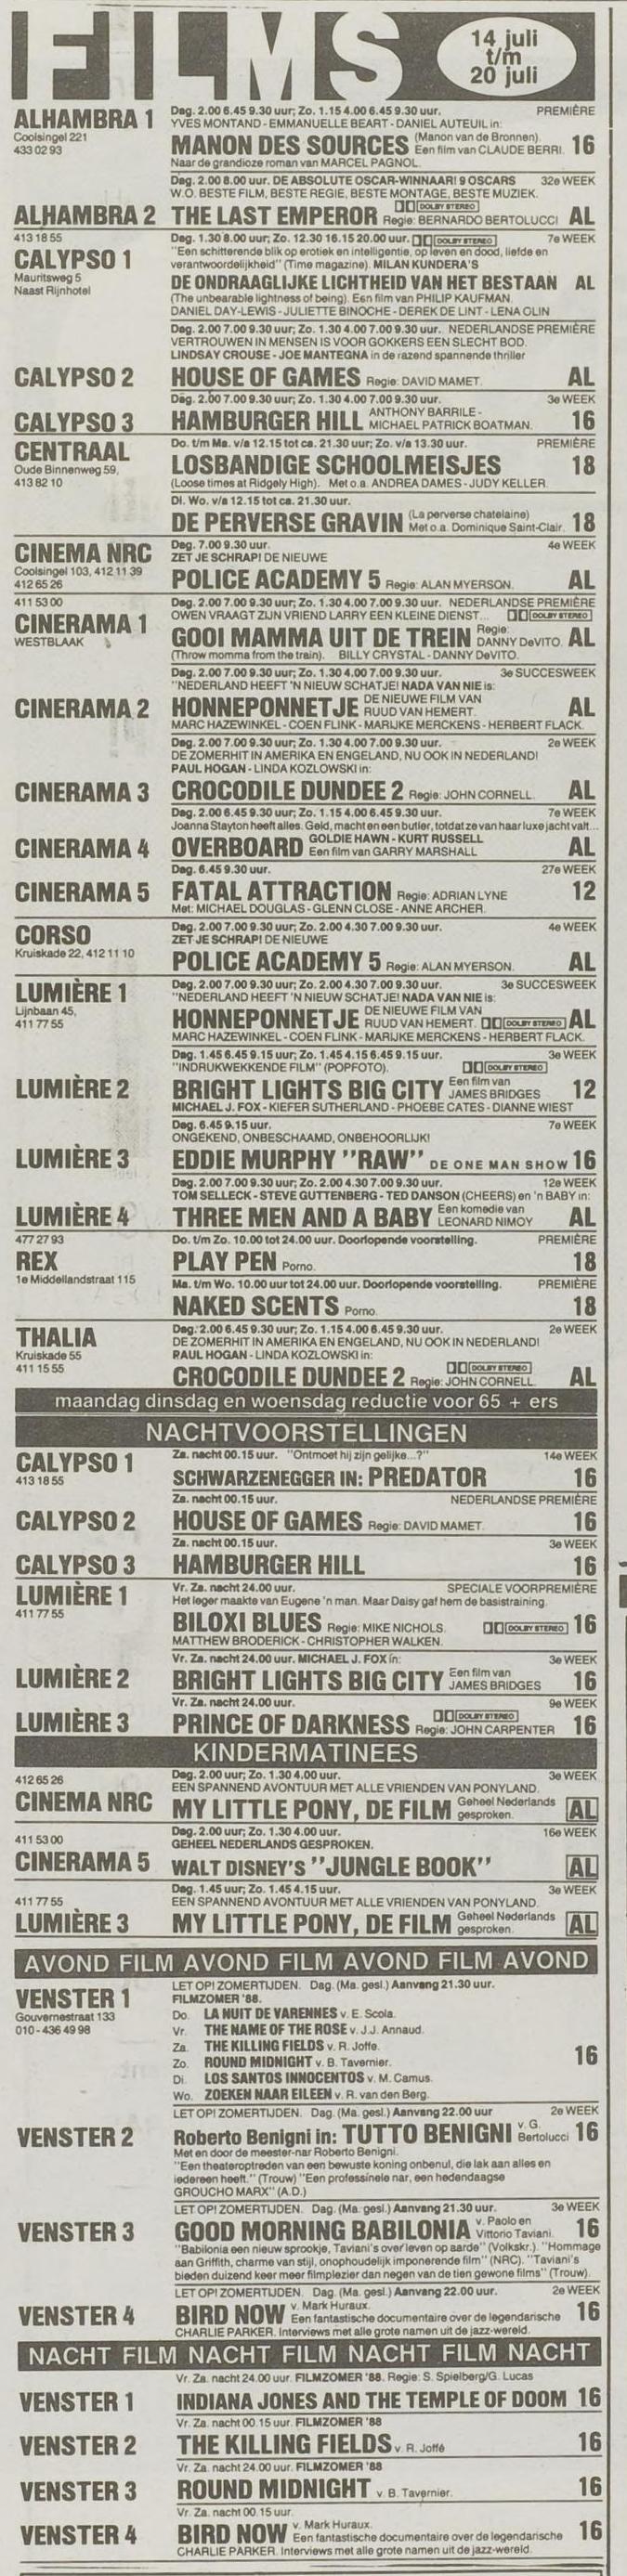 FILMS
14 juli
t/m
20 juli
ALHAMBRA 1
Coolsingel 221
433 02 93
Dag. 2.00 6.45 9.30 uur; Zo. 1.15 4.00 6.45 9.30 uur. PREMIÈRE
YVES MONTAND - EMMANUELLE BEART - DANIEL AUTEUIL in:
MANON DES SOURCES (Manon van de Bronnen). Een film van CLAUDE BERRI. 16
Naar de grandioze roman van MARCEL PAGNOL.
Dag. 2.00 8.00 uur. DE ABSOLUTE OSCAR-WINNAAR! 9 OSCARS 32e WEEK
W.O. BESTE FILM, BESTE REGIE, BESTE MONTAGE, BESTE MUZIEK.
DOLBY STEREO
ALHAMBRA 2 THE LAST EMPEROR Regie: BERNARDO BERTOLUCCI AL
413 18 55
CALYPSO 1
Mauritsweg 5
Naast Rijnhotel
Dag. 1.30 8.00 uur; Zo. 12.30 16.15 20.00 uur. DOLBY STEREO 7e WEEK
"Een schitterende blik op erotiek en intelligentie, op leven en dood, liefde en
verantwoordelijkheid" (Time magazine). MILAN KUNDERA'S
DE ONDRAAGLIJKE LICHTHEID VAN HET BESTAAN AL
(The unbearable lightness of being). Een film van PHILIP KAUFMAN.
DANIEL DAY-LEWIS - JULIETTE BINOCHE - DEREK DE LINT - LENA OLIN
Dag. 2.00 7.00 9.30 uur; Zo. 1.30 4.00 7.00 9.30 uur. NEDERLANDSE PREMIÈRE
VERTROUWEN IN MENSEN IS VOOR GOKKERS EEN SLECHT BOD.
LINDSAY CROUSE - JOE MANTEGNA in de razend spannende thriller
CALYPSO 2 HOUSE OF GAMES Regie: DAVID MAMET. AL
Dag. 2.00 7.00 9.30 uur; Zo. 1.30 4.00 7.00 9.30 uur. 3e WEEK
CALYPSO 3 HAMBURGER HILL ANTHONY BARRILE - MICHAEL PATRICK BOATMAN. 16
CENTRAAL
Oude Binnenweg 59,
413 82 10
Do. t/m Ma. v/a 12.15 tot ca. 21.30 uur; Zo. v/a 13.30 uur. PREMIÈRE
LOSBANDIGE SCHOOLMEISJES 18
(Loose times at Ridgely High). Met o.a. ANDREA DAMES - JUDY KELLER.
Di. Wo. v/a 12.15 tot ca. 21.30 uur.
DE PERVERSE GRAVIN (La perverse chatelaine) Met o.a. Dominique Saint-Clair. 18
CINEMA NRC
Coolsingel 103, 412 11 39
412 65 26
Dag. 7.00 9.30 uur. 4e WEEK
ZET JE SCHRAP! DE NIEUWE
POLICE ACADEMY 5 Regie: ALAN MYERSON. AL
411 53 00
CINERAMA 1
WESTBLAAK
Dag. 2.00 7.00 9.30 uur; Zo. 1.30 4.00 7.00 9.30 uur. NEDERLANDSE PREMIÈRE
OWEN VRAAGT ZIJN VRIEND LARRY EEN KLEINE DIENST... DOLBY STEREO
GOOI MAMMA UIT DE TREIN Regie: DANNY DeVITO. AL
(Throw momma from the train). BILLY CRYSTAL - DANNY DeVITO.
Dag. 2.00 7.00 9.30 uur; Zo. 1.30 4.00 7.00 9.30 uur. 3e SUCCESWEEK
"NEDERLAND HEEFT 'N NIEUW SCHATJE! NADA VAN NIE is:
CINERAMA 2 HONNEPONNETJE DE NIEUWE FILM VAN RUUD VAN HEMERT. AL
MARC HAZEWINKEL - COEN FLINK - MARIJKE MERCKENS - HERBERT FLACK.
Dag. 2.00 7.00 9.30 uur; Zo. 1.30 4.00 7.00 9.30 uur. 2e WEEK
DE ZOMERHIT IN AMERIKA EN ENGELAND, NU OOK IN NEDERLAND!
PAUL HOGAN - LINDA KOZLOWSKI in:
CINERAMA 3 CROCODILE DUNDEE 2 Regie: JOHN CORNELL. AL
Dag. 2.00 6.45 9.30 uur; Zo. 1.15 4.00 6.45 9.30 uur. 7e WEEK
Joanna Stayton heeft alles. Geld, macht en een butler, totdat ze van haar luxe jacht valt...
CINERAMA 4 OVERBOARD GOLDIE HAWN - KURT RUSSELL Een film van GARRY MARSHALL AL
Dag. 6.45 9.30 uur. 27e WEEK
CINERAMA 5 FATAL ATTRACTION Regie: ADRIAN LYNE 12
Met: MICHAEL DOUGLAS - GLENN CLOSE - ANNE ARCHER.
CORSO
Kruiskade 22, 412 11 10
Dag. 2.00 7.00 9.30 uur; Zo. 2.00 4.30 7.00 9.30 uur. 4e WEEK
ZET JE SCHRAP! DE NIEUWE
POLICE ACADEMY 5 Regie: ALAN MYERSON. AL
LUMIÈRE 1
Lijnbaan 45,
411 77 55
Dag. 2.00 7.00 9.30 uur; Zo. 2.00 4.30 7.00 9.30 uur. 3e SUCCESWEEK
"NEDERLAND HEEFT 'N NIEUW SCHATJE! NADA VAN NIE is:
HONNEPONNETJE DE NIEUWE FILM VAN RUUD VAN HEMERT. DOLBY STEREO AL
MARC HAZEWINKEL - COEN FLINK - MARIJKE MERCKENS - HERBERT FLACK.
Dag. 1.45 6.45 9.15 uur; Zo. 1.45 4.15 6.45 9.15 uur. 3e WEEK
"INDRUKWEKKENDE FILM" (POPFOTO). DOLBY STEREO
LUMIÈRE 2 BRIGHT LIGHTS BIG CITY Een film van JAMES BRIDGES 12
MICHAEL J. FOX - KIEFER SUTHERLAND - PHOEBE CATES - DIANNE WIEST
Dag. 6.45 9.15 uur. 7e WEEK
ONGEKEND, ONBESCHAAMD, ONBEHOORLIJK!
LUMIÈRE 3 EDDIE MURPHY "RAW" DE ONE MAN SHOW 16
Dag. 2.00 7.00 9.30 uur; Zo. 2.00 4.30 7.00 9.30 uur. 12e WEEK
TOM SELLECK - STEVE GUTTENBERG - TED DANSON (CHEERS) en 'n BABY in:
LUMIÈRE 4 THREE MEN AND A BABY Een komedie van LEONARD NIMOY AL
477 27 93
REX
1e Middellandstraat 115
Do. t/m Zo. 10.00 tot 24.00 uur. Doorlopende voorstelling. PREMIÈRE
PLAY PEN Porno. 18
Ma. t/m Wo. 10.00 uur tot 24.00 uur. Doorlopende voorstelling. PREMIÈRE
NAKED SCENTS Porno. 18
THALIA
Kruiskade 55
411 15 55
Dag. 2.00 6.45 9.30 uur; Zo. 1.15 4.00 6.45 9.30 uur. 2e WEEK
DE ZOMERHIT IN AMERIKA EN ENGELAND, NU OOK IN NEDERLAND!
PAUL HOGAN - LINDA KOZLOWSKI in:
DOLBY STEREO
CROCODILE DUNDEE 2 Regie: JOHN CORNELL. AL
maandag dinsdag en woensdag reductie voor 65 + ers
NACHTVOORSTELLINGEN
CALYPSO 1
413 18 55
Za. nacht 00.15 uur. "Ontmoet hij zijn gelijke...?" 14e WEEK
SCHWARZENEGGER IN: PREDATOR 16
Za. nacht 00.15 uur. NEDERLANDSE PREMIÈRE
CALYPSO 2 HOUSE OF GAMES Regie: DAVID MAMET. 16
Za. nacht 00.15 uur. 3e WEEK
CALYPSO 3 HAMBURGER HILL 16
LUMIÈRE 1
411 77 55
Vr. Za. nacht 24.00 uur. SPECIALE VOORPREMIÈRE
Het leger maakte van Eugene 'n man. Maar Daisy gaf hem de basistraining.
BILOXI BLUES Regie: MIKE NICHOLS. DOLBY STEREO 16
MATTHEW BRODERICK - CHRISTOPHER WALKEN.
Vr. Za. nacht 24.00 uur. MICHAEL J. FOX in: 3e WEEK
LUMIÈRE 2 BRIGHT LIGHTS BIG CITY Een film van JAMES BRIDGES 16
Vr. Za. nacht 24.00 uur. 9e WEEK
DOLBY STEREO
LUMIÈRE 3 PRINCE OF DARKNESS Regie: JOHN CARPENTER 16
KINDERMATINEES
412 65 26
Dag. 2.00 uur; Zo. 1.30 4.00 uur. 3e WEEK
EEN SPANNEND AVONTUUR MET ALLE VRIENDEN VAN PONYLAND.
CINEMA NRC MY LITTLE PONY, DE FILM Geheel Nederlands gesproken. AL
411 53 00
Dag. 2.00 uur; Zo. 1.30 4.00 uur. 16e WEEK
GEHEEL NEDERLANDS GESPROKEN.
CINERAMA 5 WALT DISNEY'S "JUNGLE BOOK" AL
411 77 55
Dag. 1.45 uur; Zo. 1.45 4.15 uur. 3e WEEK
EEN SPANNEND AVONTUUR MET ALLE VRIENDEN VAN PONYLAND.
LUMIÈRE 3 MY LITTLE PONY, DE FILM Geheel Nederlands gesproken. AL
AVOND FILM AVOND FILM AVOND FILM AVOND
VENSTER 1
Gouvernestraat 133
010 - 436 49 98
LET OP! ZOMERTIJDEN. Dag. (Ma. gesl.) Aanvang 21.30 uur.
FILMZOMER '88.
Do. LA NUIT DE VARENNES v. E. Scola.
Vr. THE NAME OF THE ROSE v. J.J. Annaud.
Za. THE KILLING FIELDS v. R. Joffe.
Zo. ROUND MIDNIGHT v. B. Tavernier. 16
Di. LOS SANTOS INNOCENTOS v. M. Camus.
Wo. ZOEKEN NAAR EILEEN v. R. van den Berg.
LET OP! ZOMERTIJDEN. Dag. (Ma. gesl.) Aanvang 22.00 uur 2e WEEK
VENSTER 2 Roberto Benigni in: TUTTO BENIGNI v. G. Bertolucci 16
Met en door de meester-nar Roberto Benigni.
"Een theateroptreden van een bewuste koning onbenul, die lak aan alles en
iedereen heeft." (Trouw) "Een professinele nar, een hedendaagse
GROUCHO MARX" (A.D.)
LET OP! ZOMERTIJDEN. Dag. (Ma. gesl.) Aanvang 21.30 uur. 3e WEEK
VENSTER 3 GOOD MORNING BABILONIA v. Paolo en Vittorio Taviani. 16
"Babilonia een nieuw sprookje, Taviani's over leven op aarde" (Volkskr.). "Hommage
aan Griffith, charme van stijl, onophoudelijk imponerende film" (NRC). "Taviani's
bieden duizend keer meer filmplezier dan negen van de tien gewone films" (Trouw).
LET OP! ZOMERTIJDEN. Dag. (Ma. gesl.) Aanvang 22.00 uur. 2e WEEK
VENSTER 4 BIRD NOW v. Mark Huraux. Een fantastische documentaire over de legendarische 16
CHARLIE PARKER. Interviews met alle grote namen uit de jazz-wereld.
NACHT FILM NACHT FILM NACHT FILM NACHT
Vr. Za. nacht 24.00 uur. FILMZOMER '88. Regie: S. Spielberg/G. Lucas
VENSTER 1 INDIANA JONES AND THE TEMPLE OF DOOM 16
Vr. Za. nacht 00.15 uur. FILMZOMER '88
VENSTER 2 THE KILLING FIELDS v. R. Joffé 16
Vr. Za. nacht 24.00 uur. FILMZOMER '88
VENSTER 3 ROUND MIDNIGHT v. B. Tavernier. 16
Vr. Za. nacht 00.15 uur.
VENSTER 4 BIRD NOW v. Mark Huraux. Een fantastische documentaire over de legendarische 16
CHARLIE PARKER. Interviews met alle grote namen uit de jazz-wereld.